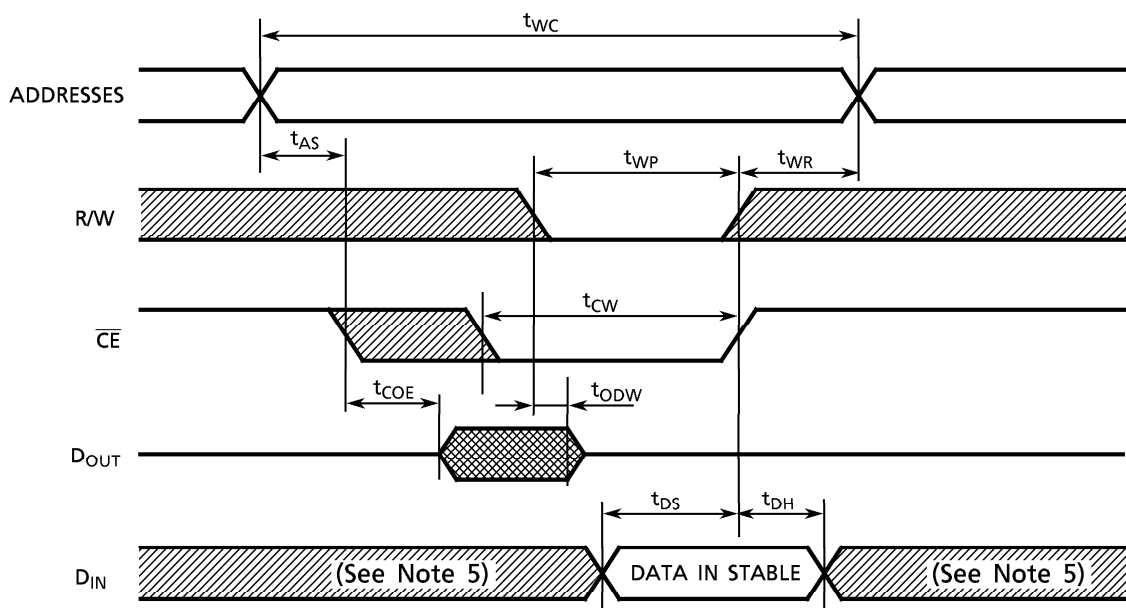 tWC
ADDRESSES
tAS
tWP
tWR
R/W
tCW
CE
tCOE
tODW
DOUT
tDS
tDH
DIN
(See Note 5)
DATA IN STABLE
(See Note 5)